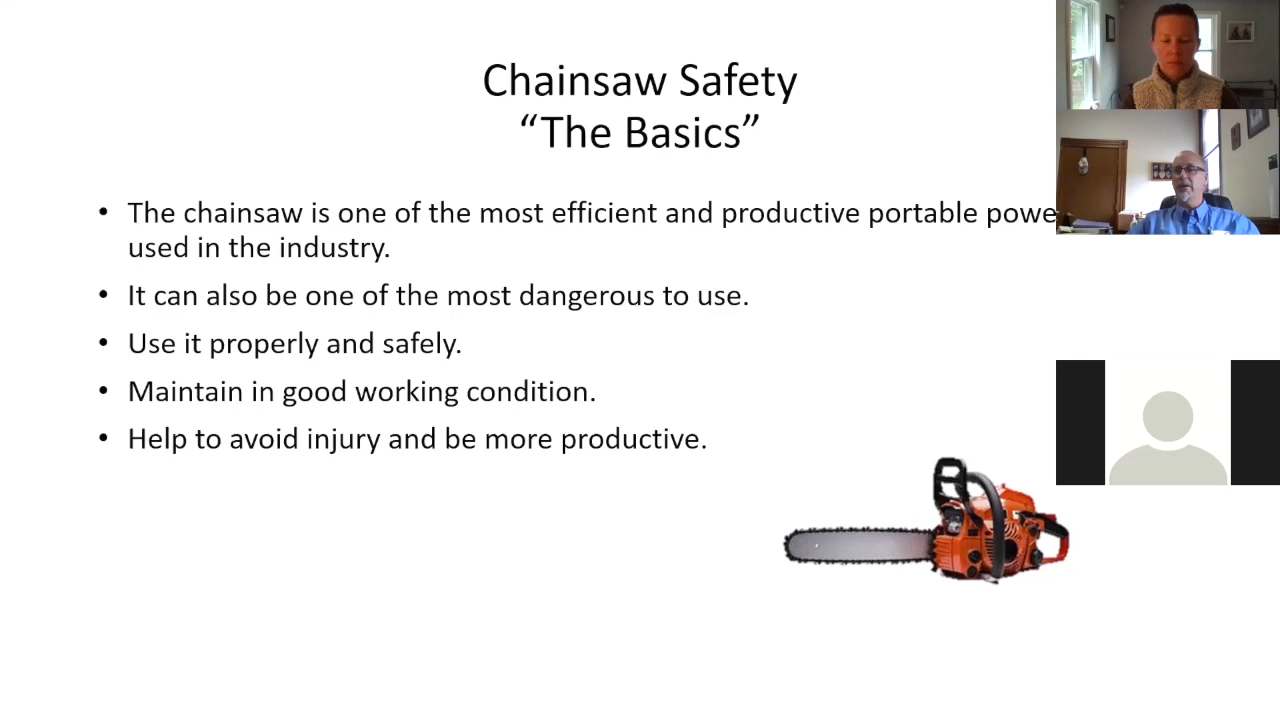 Chainsaw Safety
“The Basics”
• The chainsaw is one of the most efficient and productive portable powe
used in the industry.
• It can also be one of the most dangerous to use.
• Use it properly and safely.
• Maintain in good working condition.
• Help to avoid injury and be more productive.